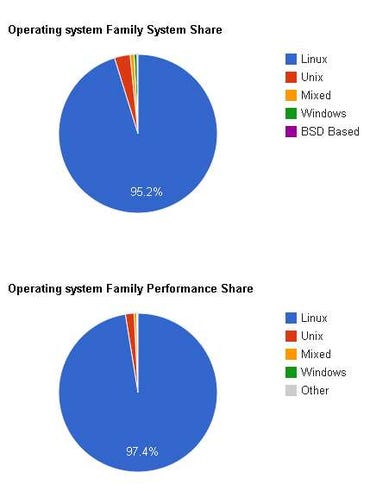 Operating system Family System Share
Linux
Unix
Mixed
Windows
BSD Based
95.2%
Operating system Family Performance Share
Linux
Unix
Mixed
Windows
Other
97.4%